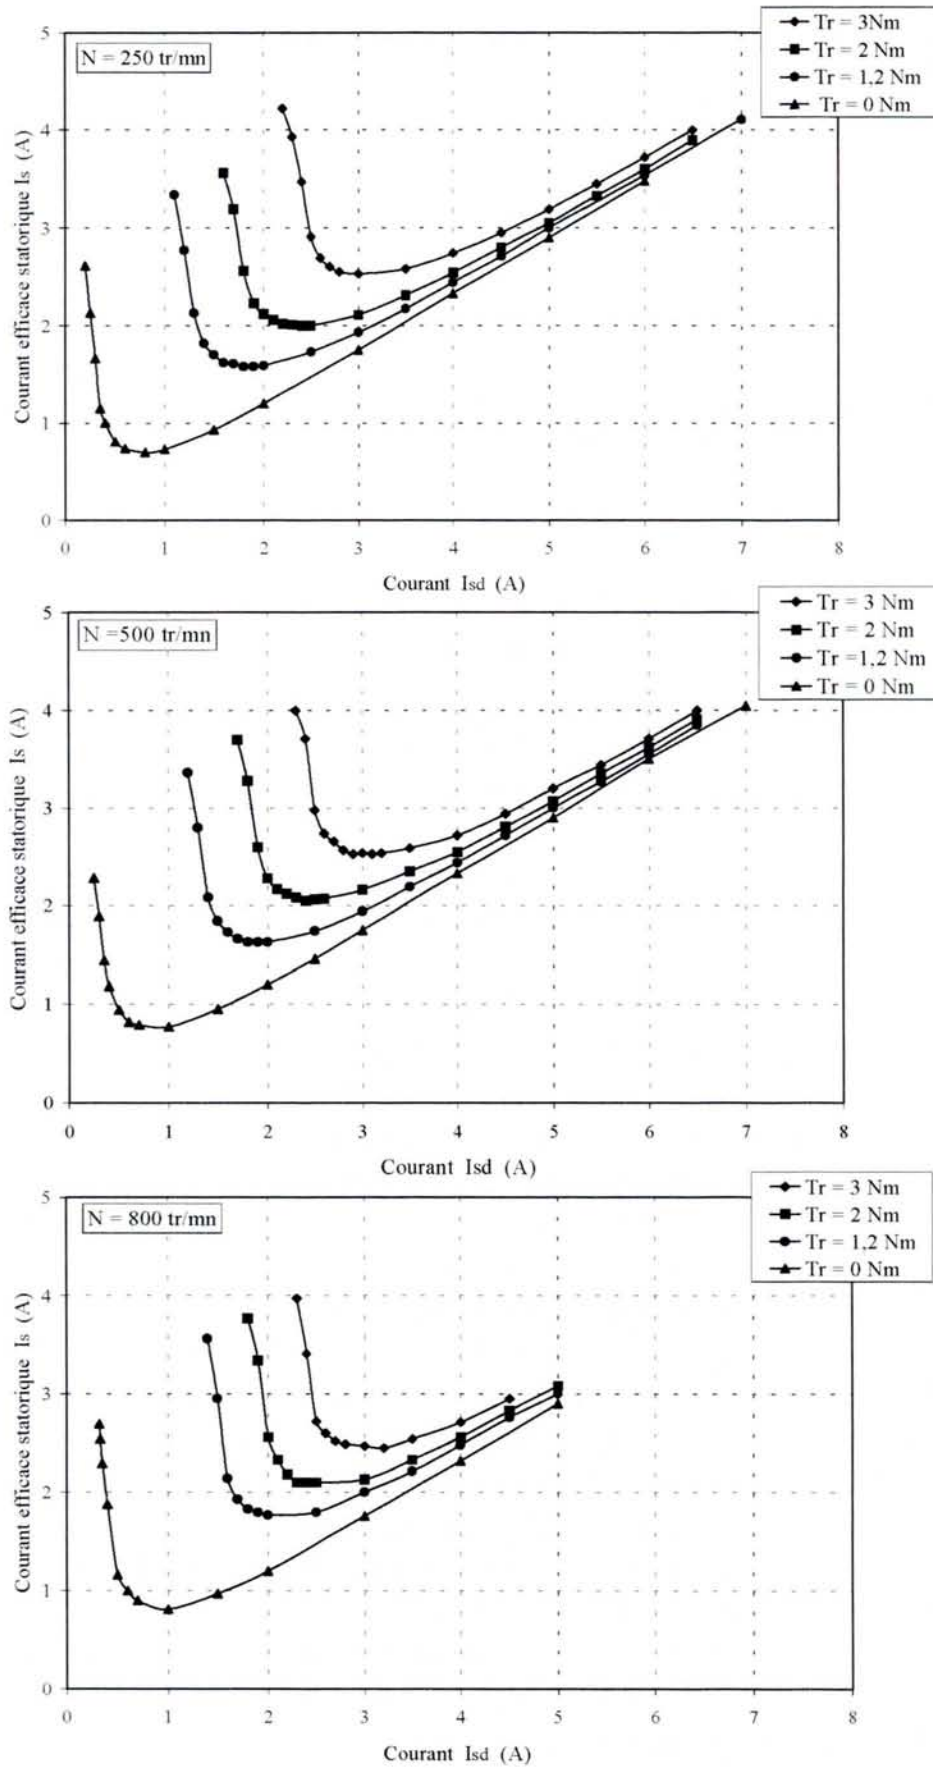 N = 250 tr/mn
Tr = 3Nm
Tr = 2 Nm
Tr = 1,2 Nm
Tr = 0 Nm
Courant efficace statorique Is (A)
5
4
3
2
1
0
0 1 2 3 4 5 6 7 8
Courant Isd (A)
N =500 tr/mn
Tr = 3 Nm
Tr = 2 Nm
Tr =1,2 Nm
Tr = 0 Nm
Courant efficace statorique Is (A)
5
4
3
2
1
0
0 1 2 3 4 5 6 7 8
Courant Isd (A)
N = 800 tr/mn
Tr = 3 Nm
Tr = 2 Nm
Tr = 1,2 Nm
Tr = 0 Nm
Courant efficace statorique Is (A)
5
4
3
2
1
0
0 1 2 3 4 5 6 7 8
Courant Isd (A)